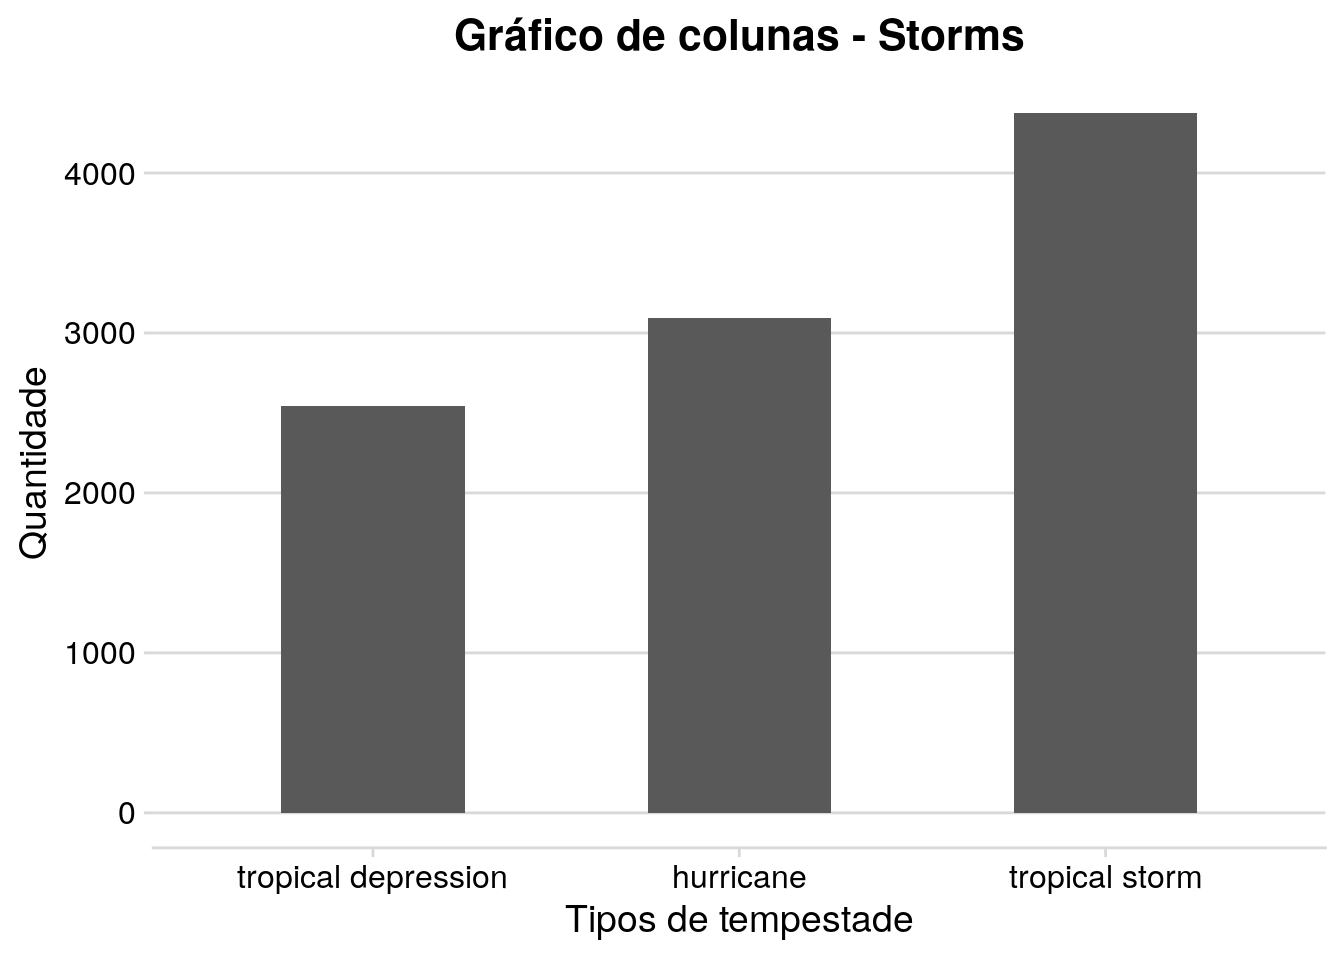 Gráfico de colunas - Storms
4000
3000
2000
1000
0
Quantidade
tropical depression
hurricane
tropical storm
Tipos de tempestade